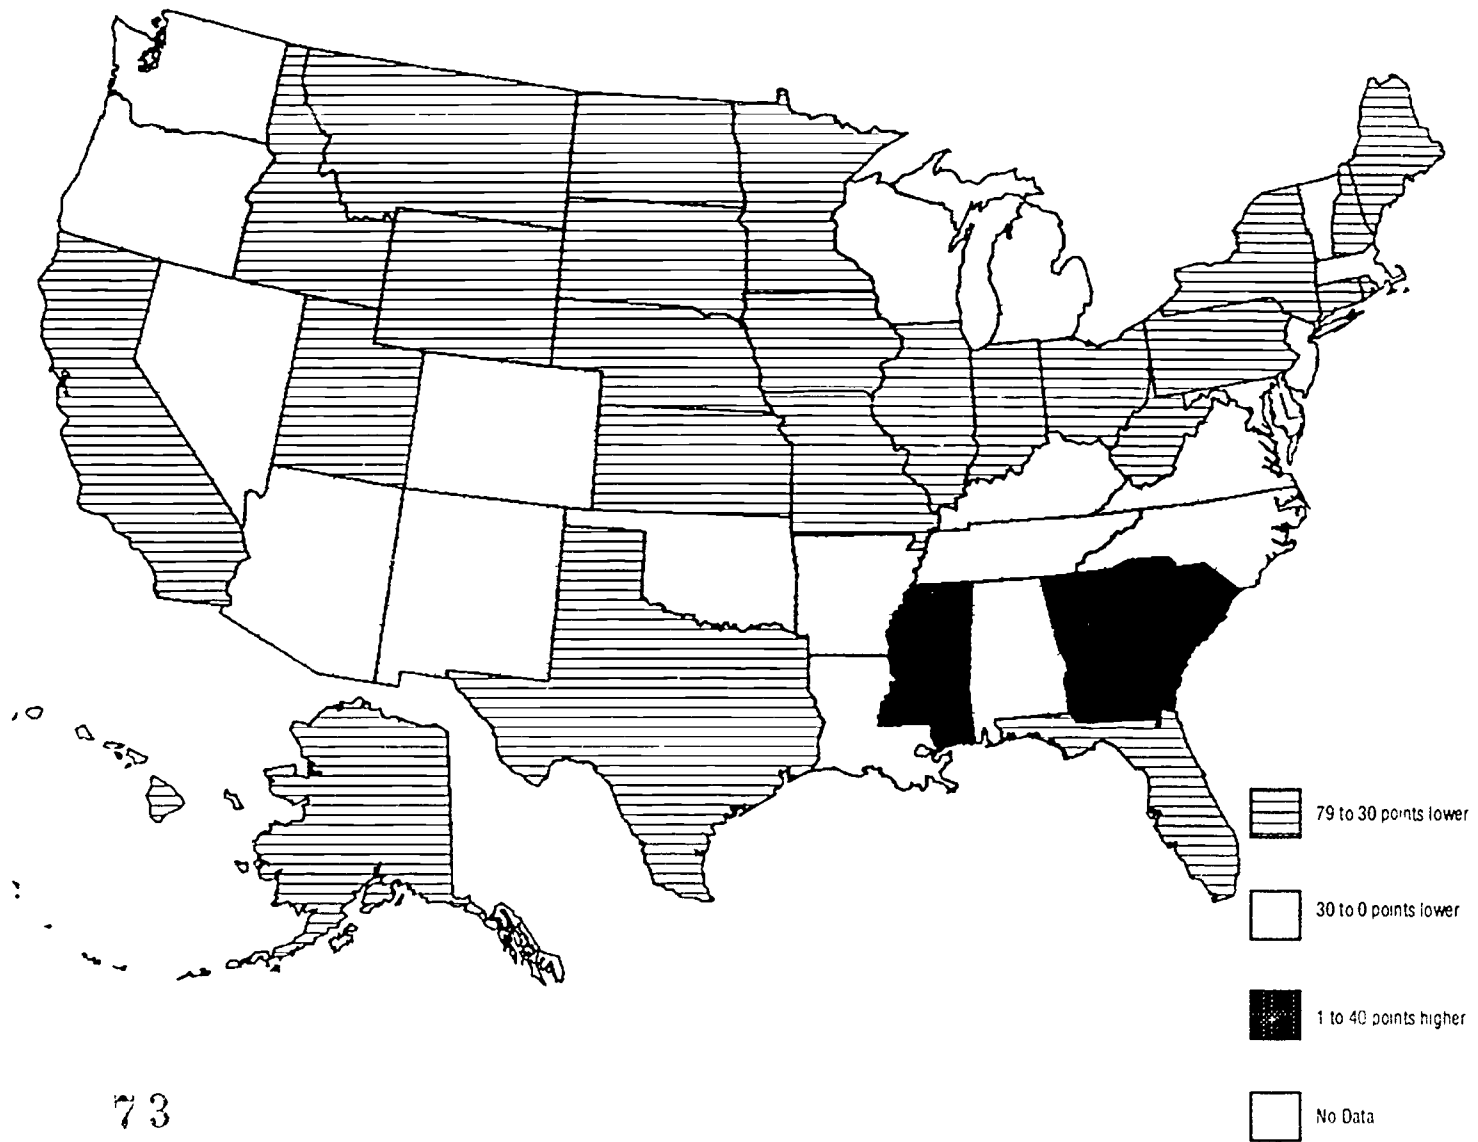 79 to 30 points lower
30 to 0 points lower
1 to 40 points higher
No Data
73